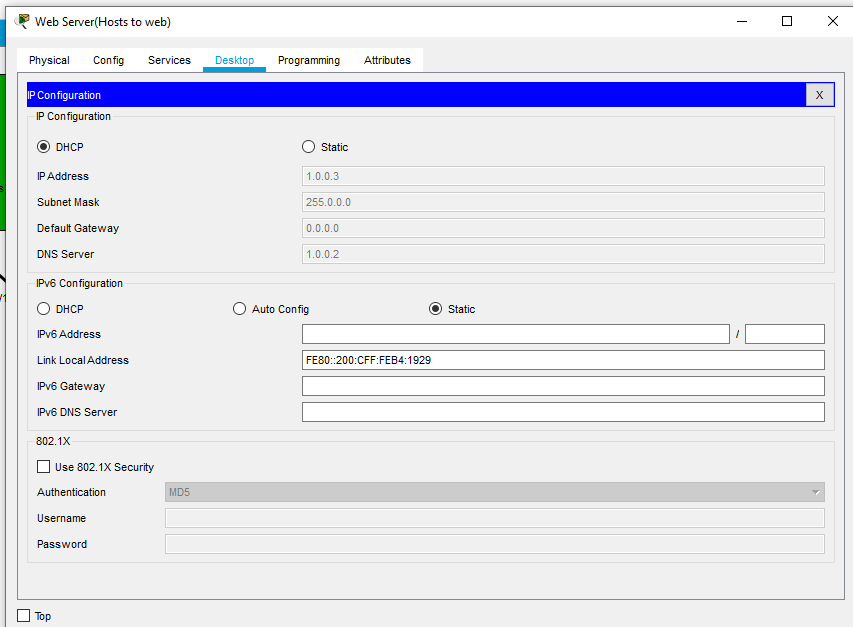 Web Server(Hosts to web)
Physical Config Services Desktop Programming Attributes
IP Configuration X
IP Configuration
DHCP Static
IP Address 1.0.0.3
Subnet Mask 255.0.0.0
Default Gateway 0.0.0.0
DNS Server 1.0.0.2
IPv6 Configuration
DHCP Auto Config Static
IPv6 Address /
Link Local Address FE80::200:CFF:FEB4:1929
IPv6 Gateway
IPv6 DNS Server
802.1X
Use 802.1X Security
Authentication MD5
Username
Password
Top